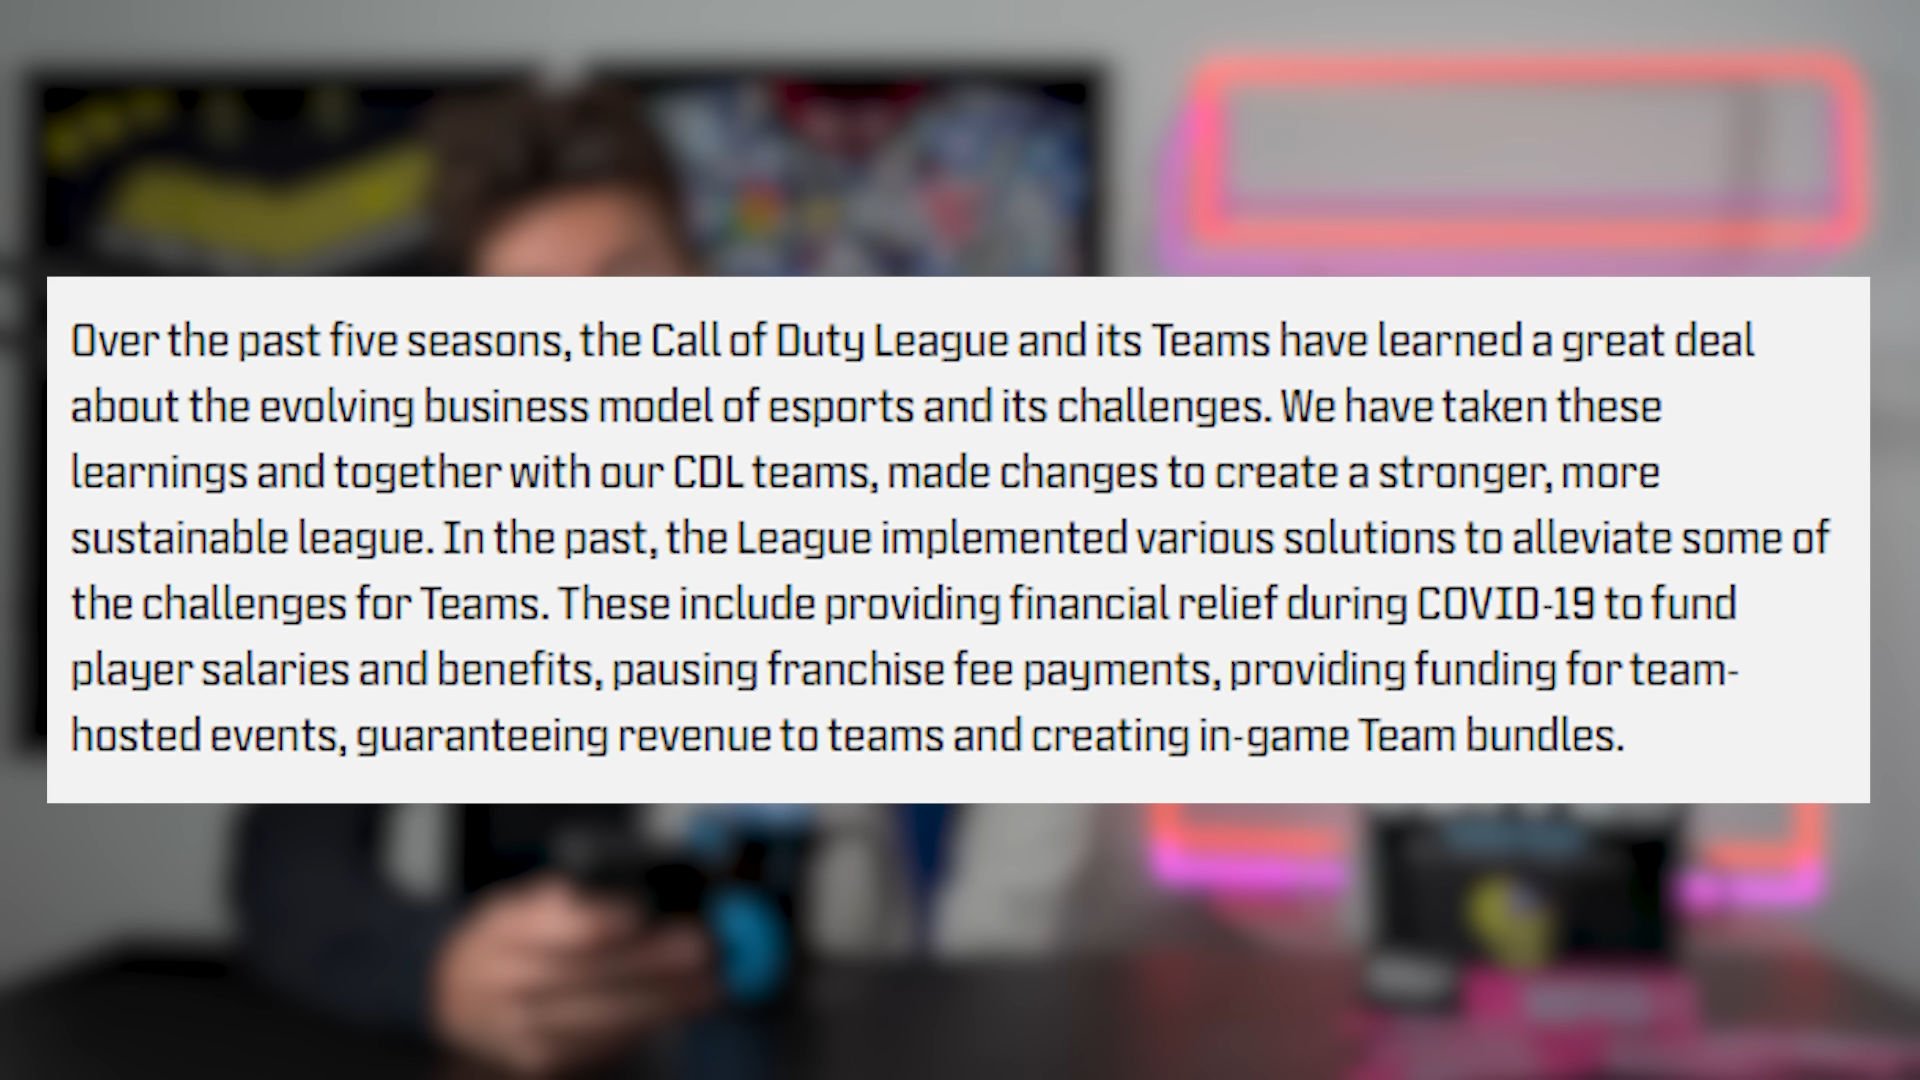 Over the past five seasons, the Call of Duty League and its Teams have learned a great deal
about the evolving business model of esports and its challenges. We have taken these
learnings and together with our CDL teams, made changes to create a stronger, more
sustainable league. In the past, the League implemented various solutions to alleviate some of
the challenges for Teams. These include providing financial relief during COVID-19 to fund
player salaries and benefits, pausing franchise fee payments, providing funding for team-
hosted events, guaranteeing revenue to teams and creating in-game Team bundles.